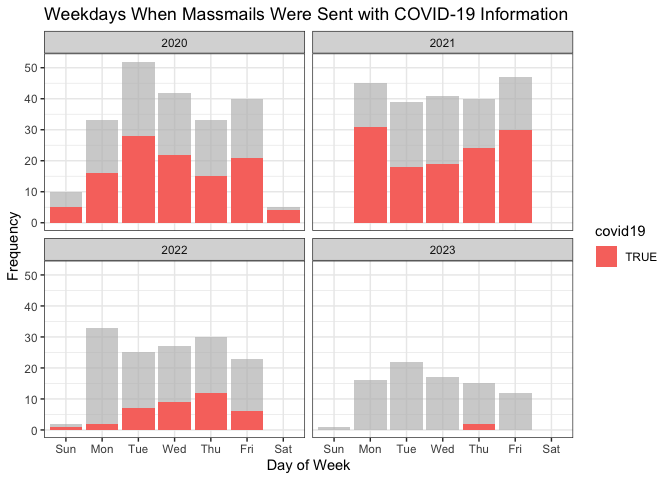 Weekdays When Massmails Were Sent with COVID-19 Information
2020
2021
50
40
30
20
10
0
2022
2023
50
40
30
20
10
0
Frequency
Sun Mon Tue Wed Thu Fri Sat
Sun Mon Tue Wed Thu Fri Sat
Day of Week
covid19
TRUE